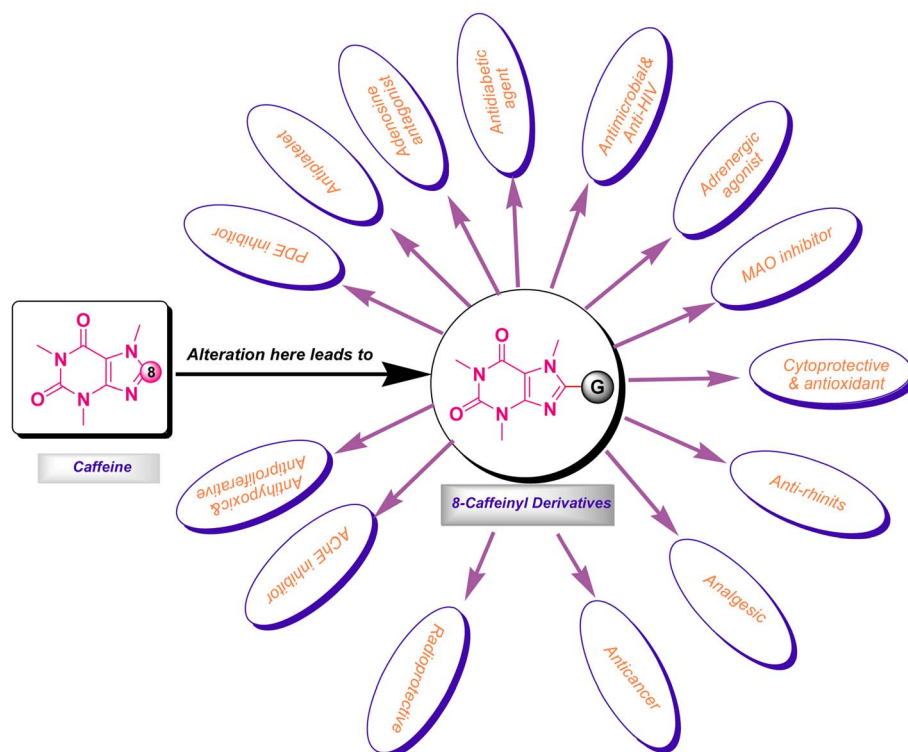 Adenosine
antagonist
Antidiabetic
agent
Antimicrobial&
Anti-HIV
Antiplatelet
Adrenergic
agonist
PDE inhibitor
MAO inhibitor
O
N
N
O
N
N
8
Caffeine
Alteration here leads to
O
N
N
O
N
N
G
8-Caffeinyl Derivatives
Cytoprotective
& antioxidant
Antihypoxic&
Antiproliferative
Anti-rhinits
AChE inhibitor
Analgesic
Radioprotective
Anticancer